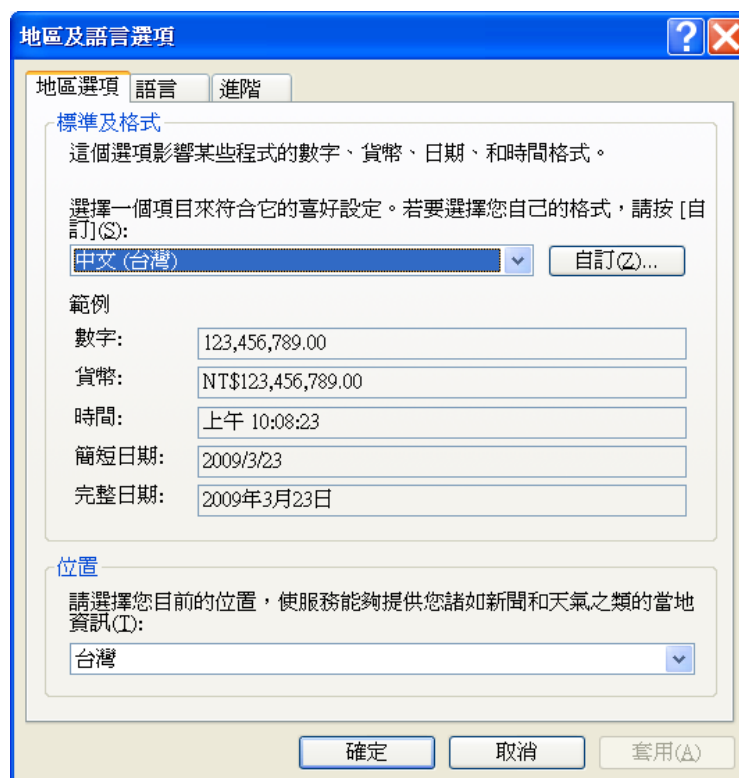 地區及語言選項
地區選項 語言 進階
標準及格式
這個選項影響某些程式的數字、貨幣、日期、和時間格式。
選擇一個項目來符合它的喜好設定。若要選擇您自己的格式，請按 [自
訂](S):
中文 (台灣) 自訂(Z)...
範例
數字: 123,456,789.00
貨幣: NT$123,456,789.00
時間: 上午 10:08:23
簡短日期: 2009/3/23
完整日期: 2009年3月23日
位置
請選擇您目前的位置，使服務能夠提供您諸如新聞和天氣之類的當地
資訊(T):
台灣
確定 取消 套用(A)